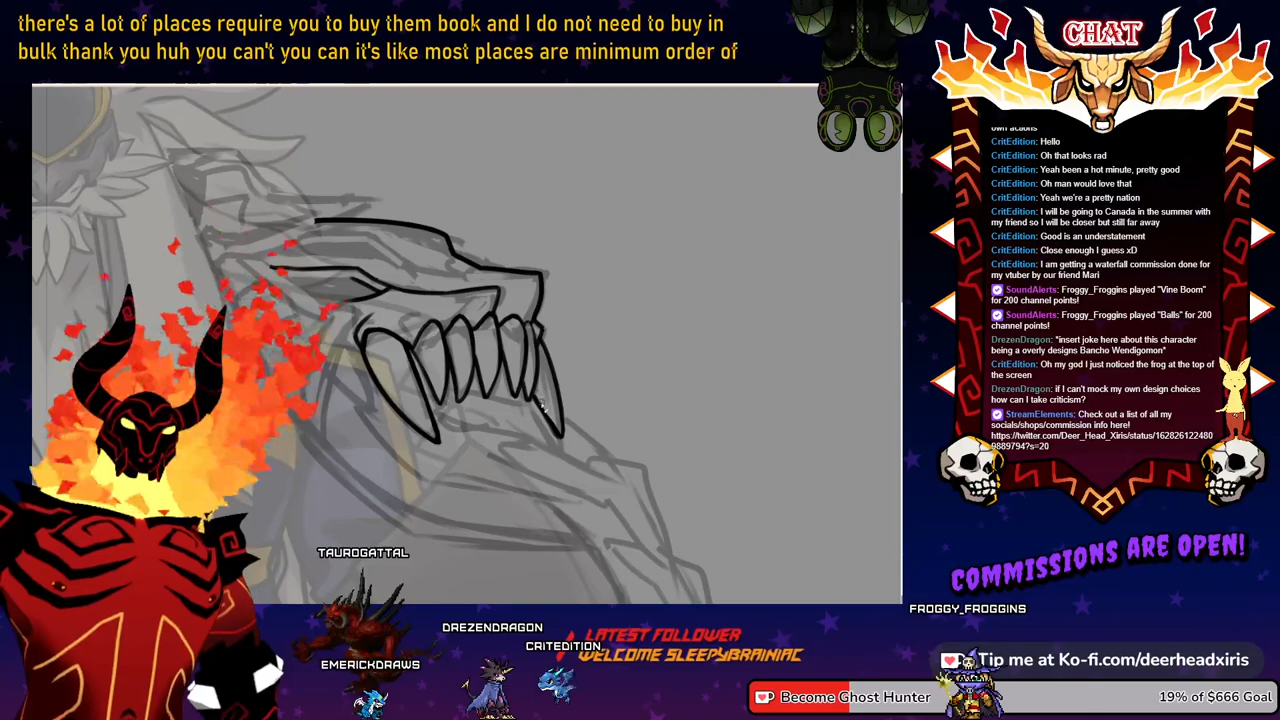 there's a lot of places require you to buy them book and I do not need to buy in
bulk thank you huh you can't you can it's like most places are minimum order of
CHAT
own actions
CritEdition: Hello
CritEdition: Oh that looks rad
CritEdition: Yeah been a hot minute, pretty good
CritEdition: Oh man would love that
CritEdition: Yeah we're a pretty nation
CritEdition: I will be going to Canada in the summer with
my friend so I will be closer but still far away
CritEdition: Good is an understatement
CritEdition: Close enough I guess xD
CritEdition: I am getting a waterfall commission done for
my vtuber by our friend Mari
SoundAlerts: Froggy_Froggins played "Vine Boom"
for 200 channel points!
SoundAlerts: Froggy_Froggins played "Balls" for 200
channel points!
DrezenDragon: *insert joke here about this character
being a overly designs Bancho Wendigomon*
CritEdition: Oh my god I just noticed the frog at the top of
the screen
DrezenDragon: if I can't mock my own design choices
how can I take criticism?
StreamElements: Check out a list of all my
socials/shops/commission info here!
https://twitter.com/Deer_Head_Xiris/status/162826122480
9889794?s=20
COMMISSIONS ARE OPEN!
TAUROGATTAL
FROGGY_FROGGINS
DREZENDRAGON
CRITEDITION
EMERICKDRAWS
LATEST FOLLOWER
WELCOME SLEEPYBRAINIAC
Tip me at Ko-fi.com/deerheadxiris
Become Ghost Hunter
19% of $666 Goal